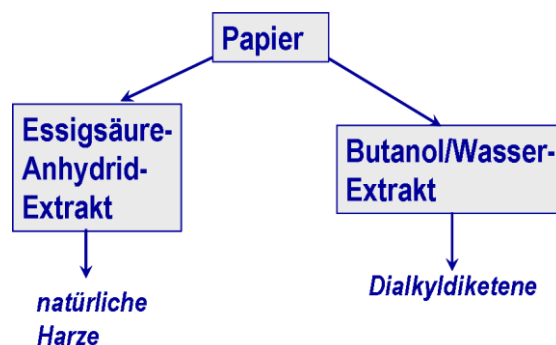 Papier
Essigsäure-
Anhydrid-
Extrakt
Butanol/Wasser-
Extrakt
natürliche
Harze
Dialkyldiketene